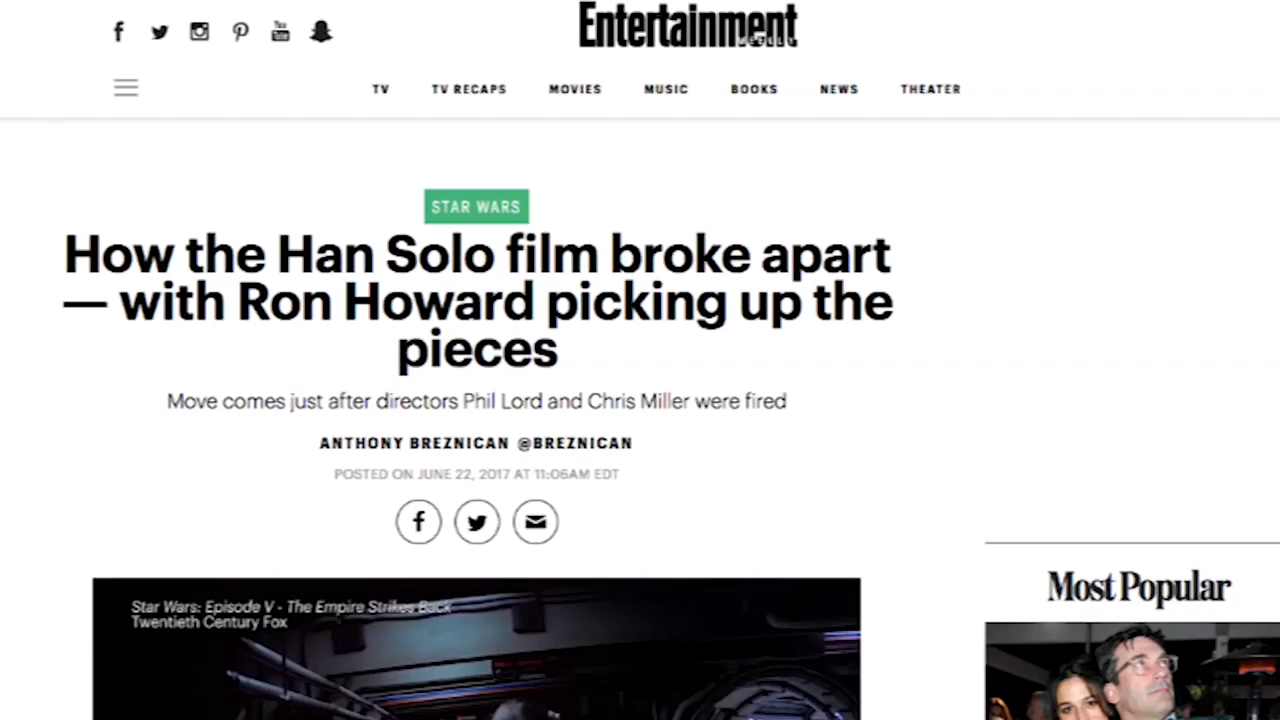 Entertainment
WEEKLY
TV TV RECAPS MOVIES MUSIC BOOKS NEWS THEATER
STAR WARS
How the Han Solo film broke apart
— with Ron Howard picking up the
pieces
Move comes just after directors Phil Lord and Chris Miller were fired
ANTHONY BREZNICAN @BREZNICAN
POSTED ON JUNE 22, 2017 AT 11:06AM EDT
Star Wars: Episode V - The Empire Strikes Back
Twentieth Century Fox
Most Popular